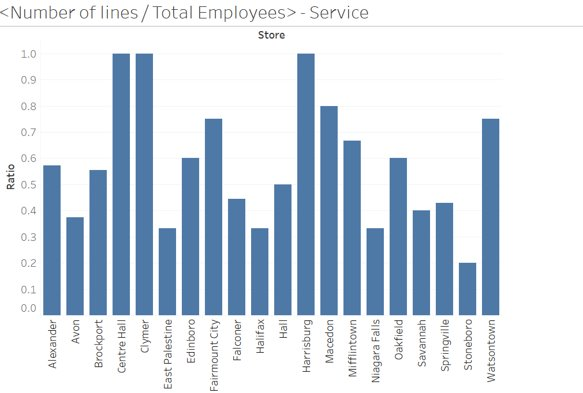 <Number of lines / Total Employees> - Service
Store
Ratio
1.0
0.9
0.8
0.7
0.6
0.5
0.4
0.3
0.2
0.1
0.0
Alexander
Avon
Brockport
Centre Hall
Clymer
East Palestine
Edinboro
Fairmount City
Falconer
Halifax
Hall
Harrisburg
Macedon
Mifflintown
Niagara Falls
Oakfield
Savannah
Springville
Stoneboro
Watsontown